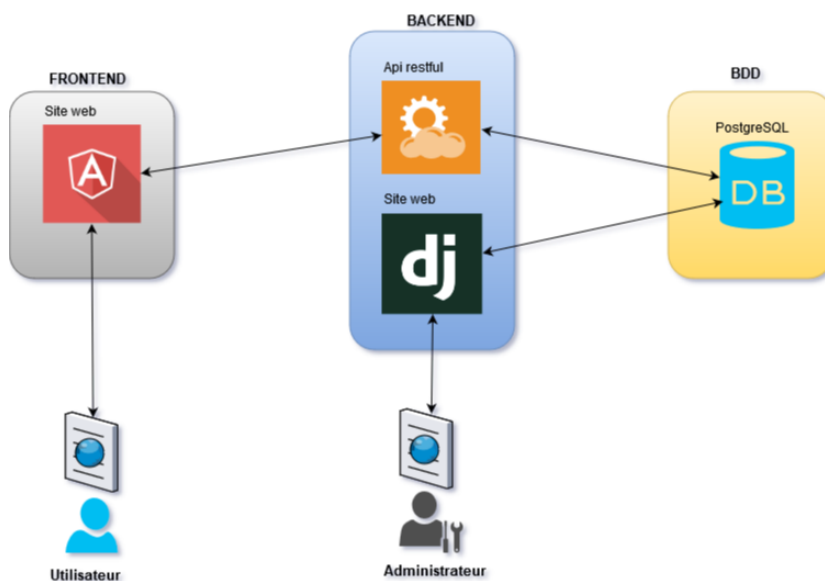 BACKEND
FRONTEND
Api restful
BDD
Site web
A
PostgreSQL
DB
Site web
dj
Utilisateur
Administrateur